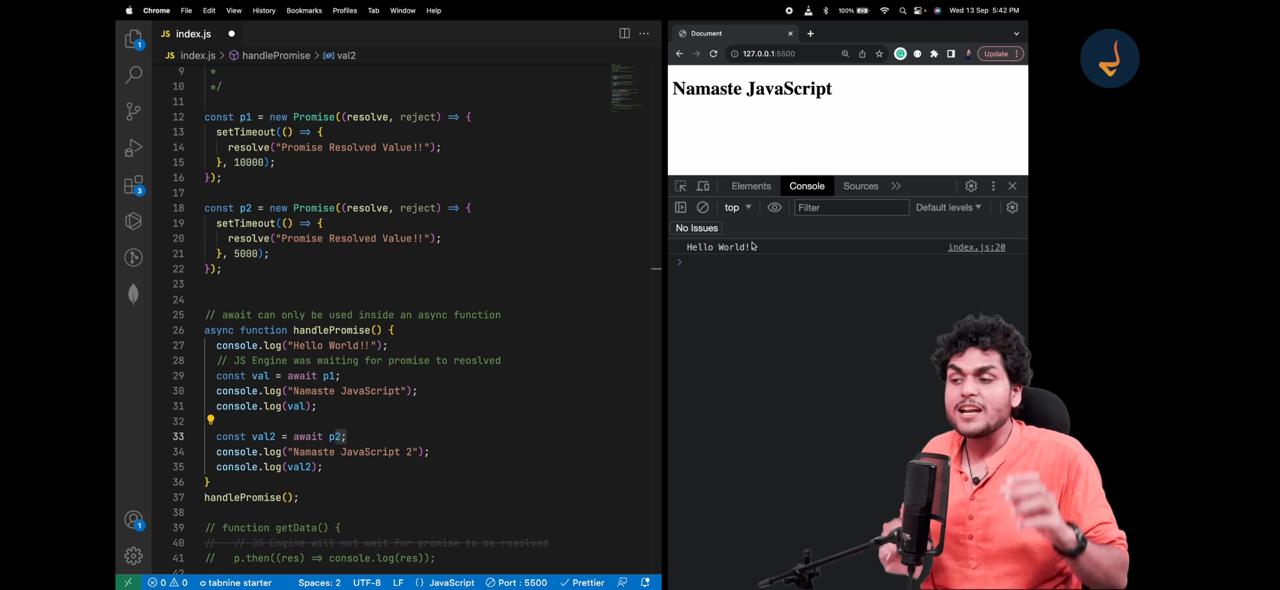 Chrome File Edit View History Bookmarks Profiles Tab Window Help 100% Wed 13 Sep 5:42 PM
JS index.js
JS index.js > handlePromise > val2
9 *
10 */
11
12 const p1 = new Promise((resolve, reject) => {
13 setTimeout(() => {
14 resolve("Promise Resolved Value!!");
15 }, 10000);
16 });
17
18 const p2 = new Promise((resolve, reject) => {
19 setTimeout(() => {
20 resolve("Promise Resolved Value!!");
21 }, 5000);
22 });
23
24
25 // await can only be used inside an async function
26 async function handlePromise() {
27 console.log("Hello World!!");
28 // JS Engine was waiting for promise to reoslved
29 const val = await p1;
30 console.log("Namaste JavaScript");
31 console.log(val);
32
33 const val2 = await p2;
34 console.log("Namaste JavaScript 2");
35 console.log(val2);
36 }
37 handlePromise();
38
39 // function getData() {
40 // // JS Engine will not wait for promise to be resolved
41 // p.then((res) => console.log(res));
42
1
3
1
0 0 tabnine starter Spaces: 2 UTF-8 LF {} JavaScript Port : 5500 Prettier
Document
127.0.0.1:5500 Update
Namaste JavaScript
Elements Console Sources
top Filter Default levels
No Issues
Hello World!! index.js:20